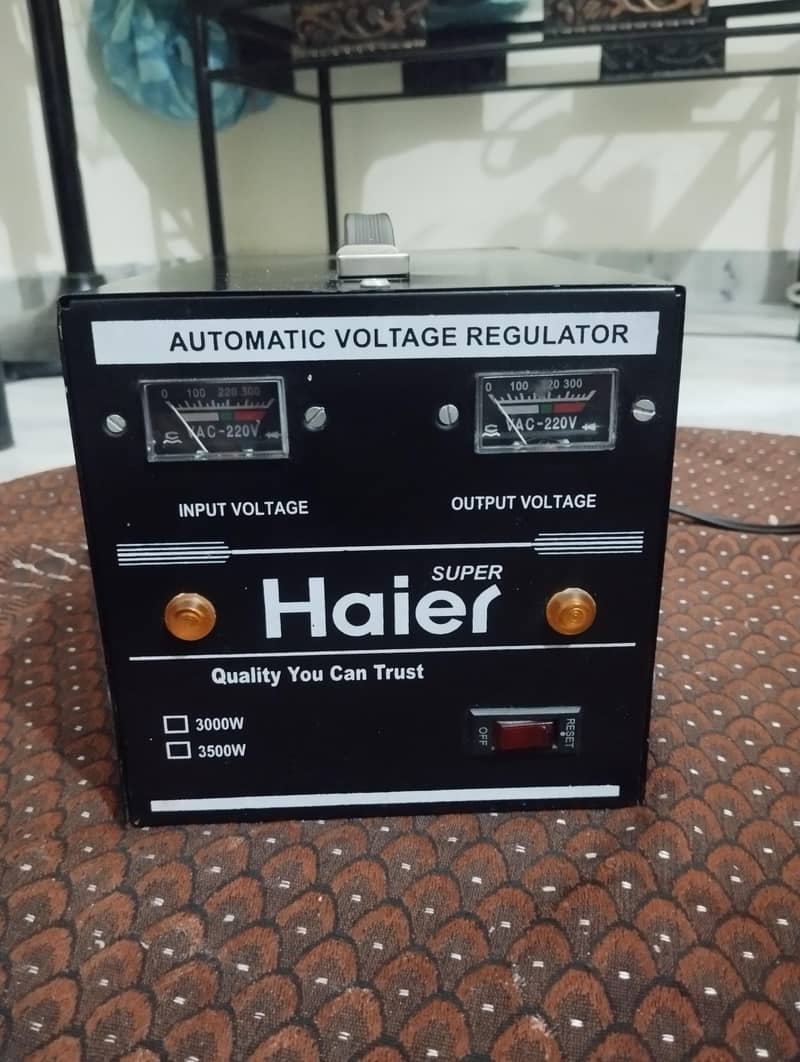 AUTOMATIC VOLTAGE REGULATOR
0 100 220 300
VAC-220V
0 100 220 300
VAC-220V
INPUT VOLTAGE
OUTPUT VOLTAGE
SUPER
Haier
Quality You Can Trust
3000W
3500W
OFF
RESET